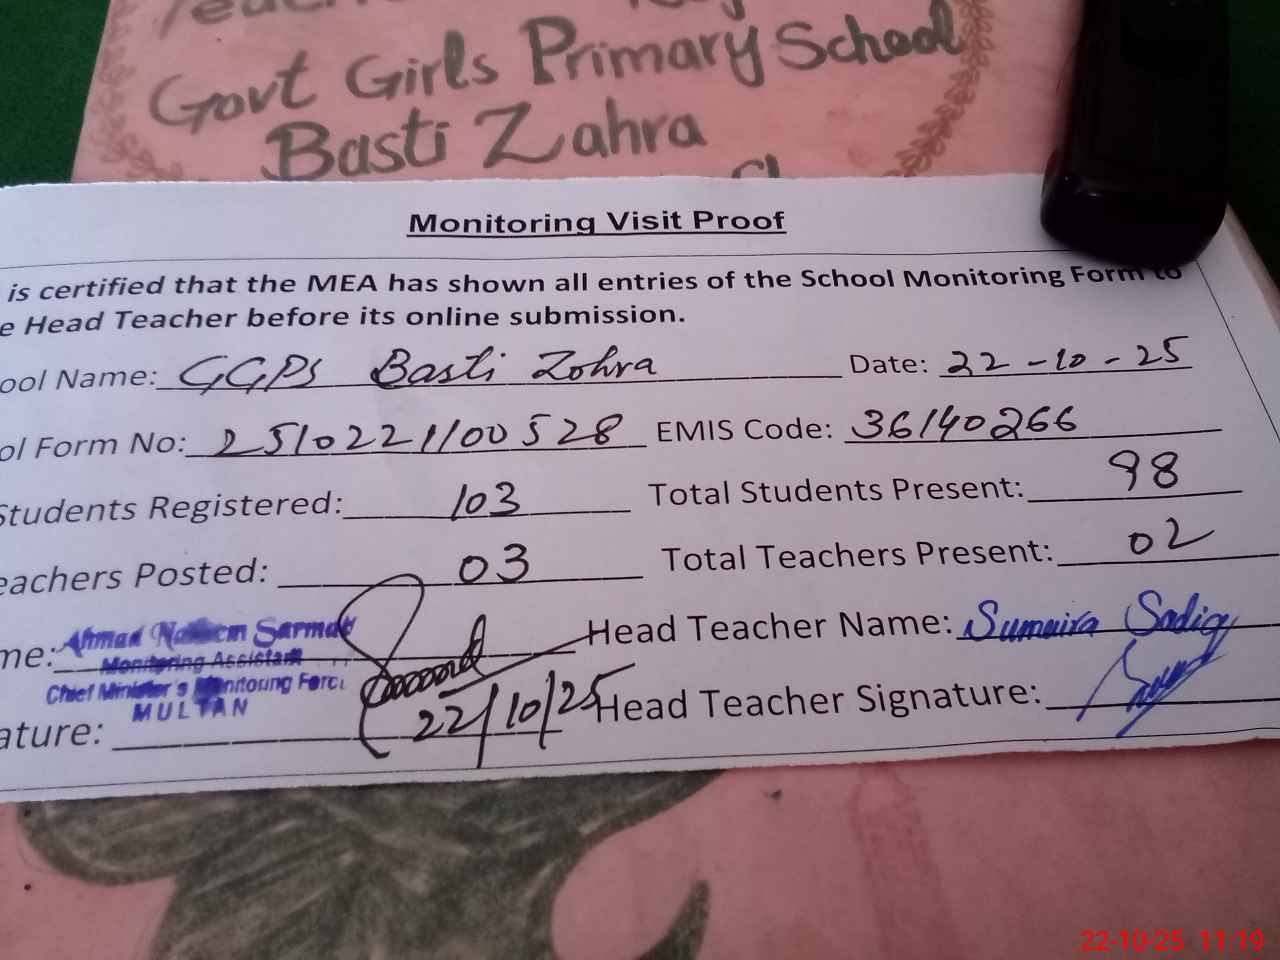 Govt Girls Primary School
Basti Zahra
Monitoring Visit Proof
is certified that the MEA has shown all entries of the School Monitoring Form to
e Head Teacher before its online submission.
ool Name: GGPS Basti Zohra Date: 22-10-25
ol Form No: 2510221100528 EMIS Code: 36140266
Students Registered: 103 Total Students Present: 98
eachers Posted: 03 Total Teachers Present: 02
me: Head Teacher Name: Sumaira Sadiq
Ahmad Sarmad
Monitoring Assistant
Chief Minister's Monitoring Force
MULTAN
22/10/25
ature: Head Teacher Signature:
22-10-25 11:19